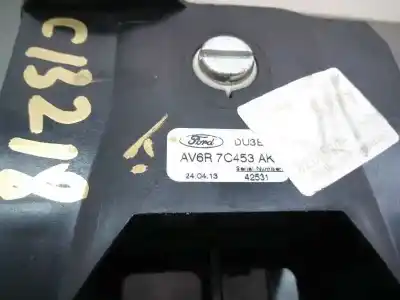 C13218
Ford DU3E
AV6R 7C453 AK
Serial Number:
24.04.13 42531